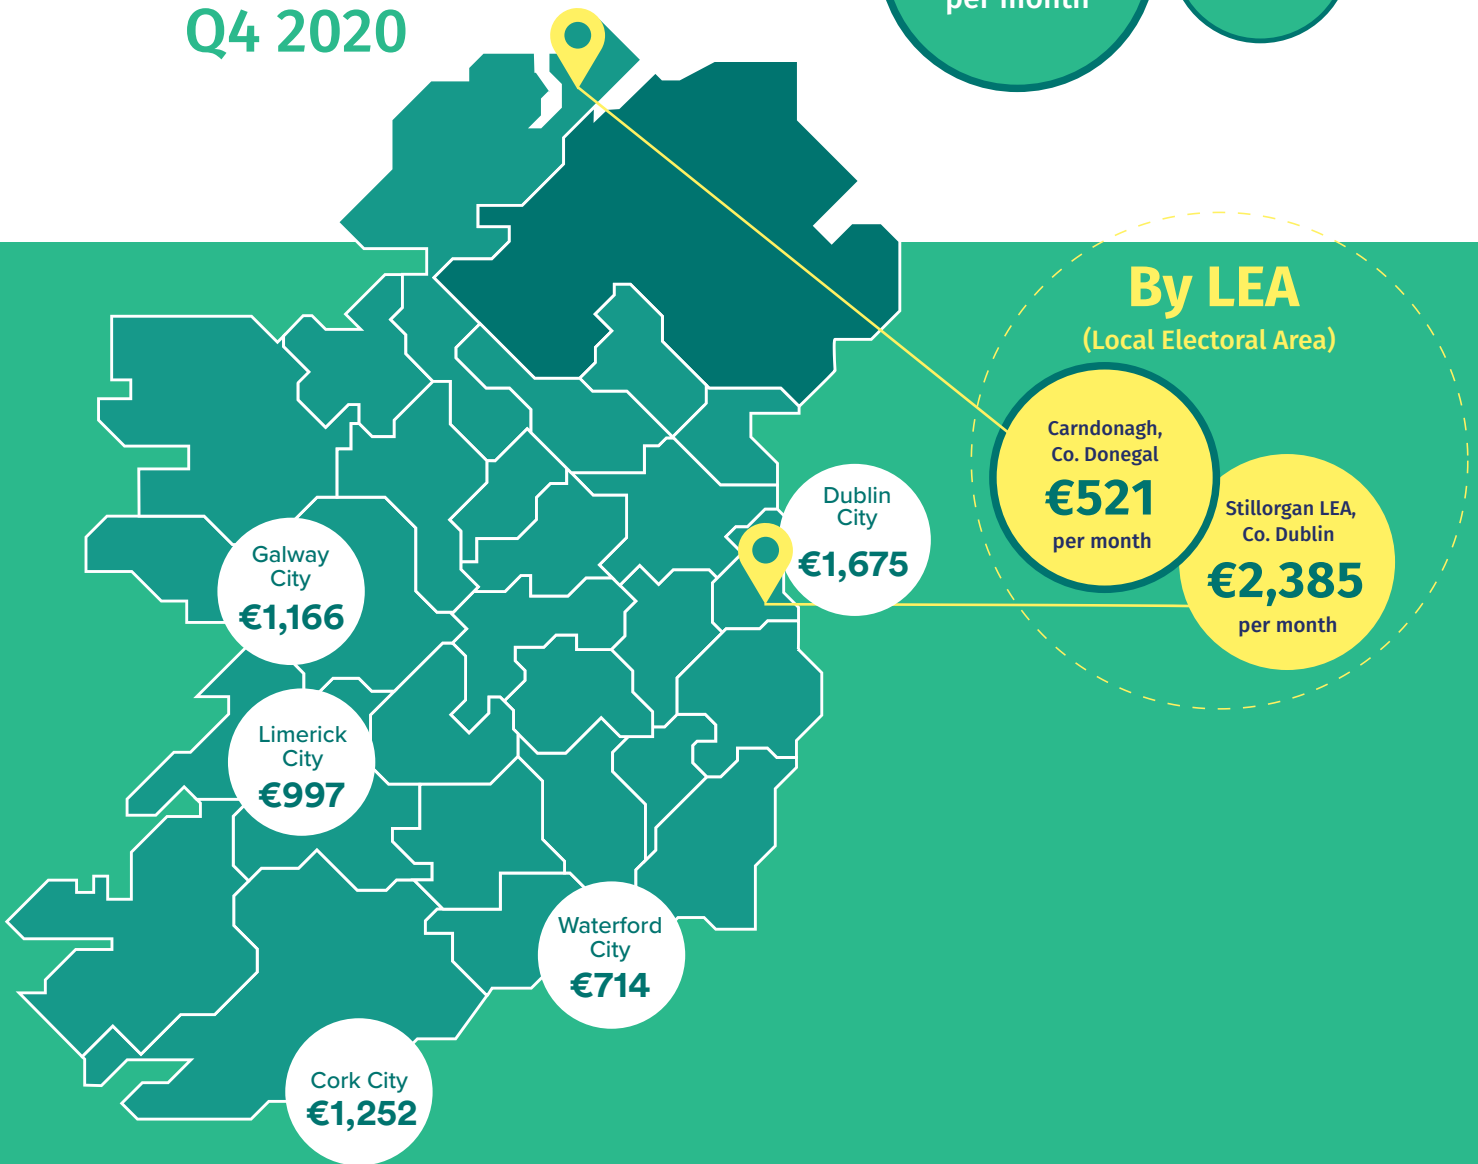 Q4 2020
per month
By LEA
(Local Electoral Area)
Carndonagh,
Co. Donegal
€521
per month
Stillorgan LEA,
Co. Dublin
€2,385
per month
Dublin
City
€1,675
Galway
City
€1,166
Limerick
City
€997
Waterford
City
€714
Cork City
€1,252